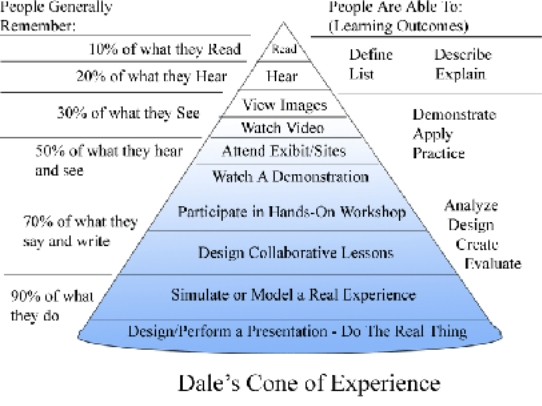 People Generally
Remember:
10% of what they Read
20% of what they Hear
30% of what they See
50% of what they hear
and see
70% of what they
say and write
90% of what
they do
Read
Hear
View Images
Watch Video
Attend Exibit/Sites
Watch A Demonstration
Participate in Hands-On Workshop
Design Collaborative Lessons
Simulate or Model a Real Experience
Design/Perform a Presentation - Do The Real Thing
People Are Able To:
(Learning Outcomes)
Define
List
Describe
Explain
Demonstrate
Apply
Practice
Analyze
Design
Create
Evaluate
Dale's Cone of Experience